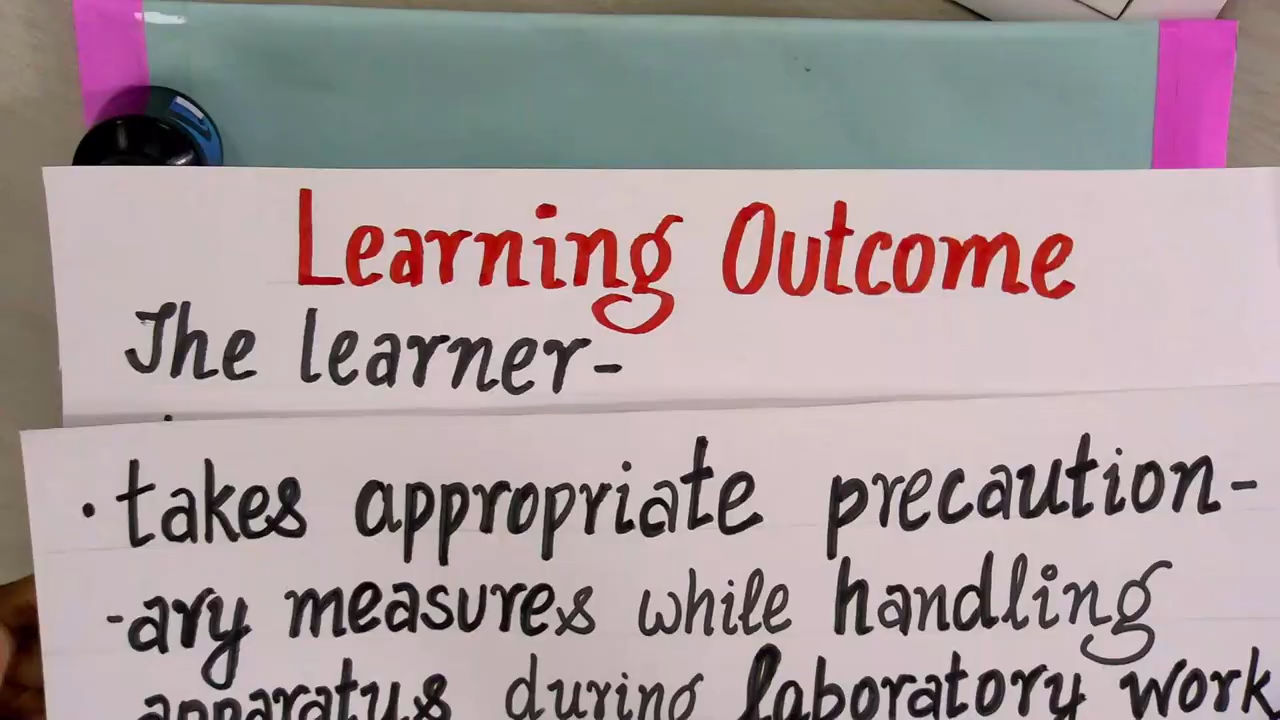 Learning Outcome
The learner-
• takes appropriate precaution-
-ary measures while handling
apparatus during laboratory work